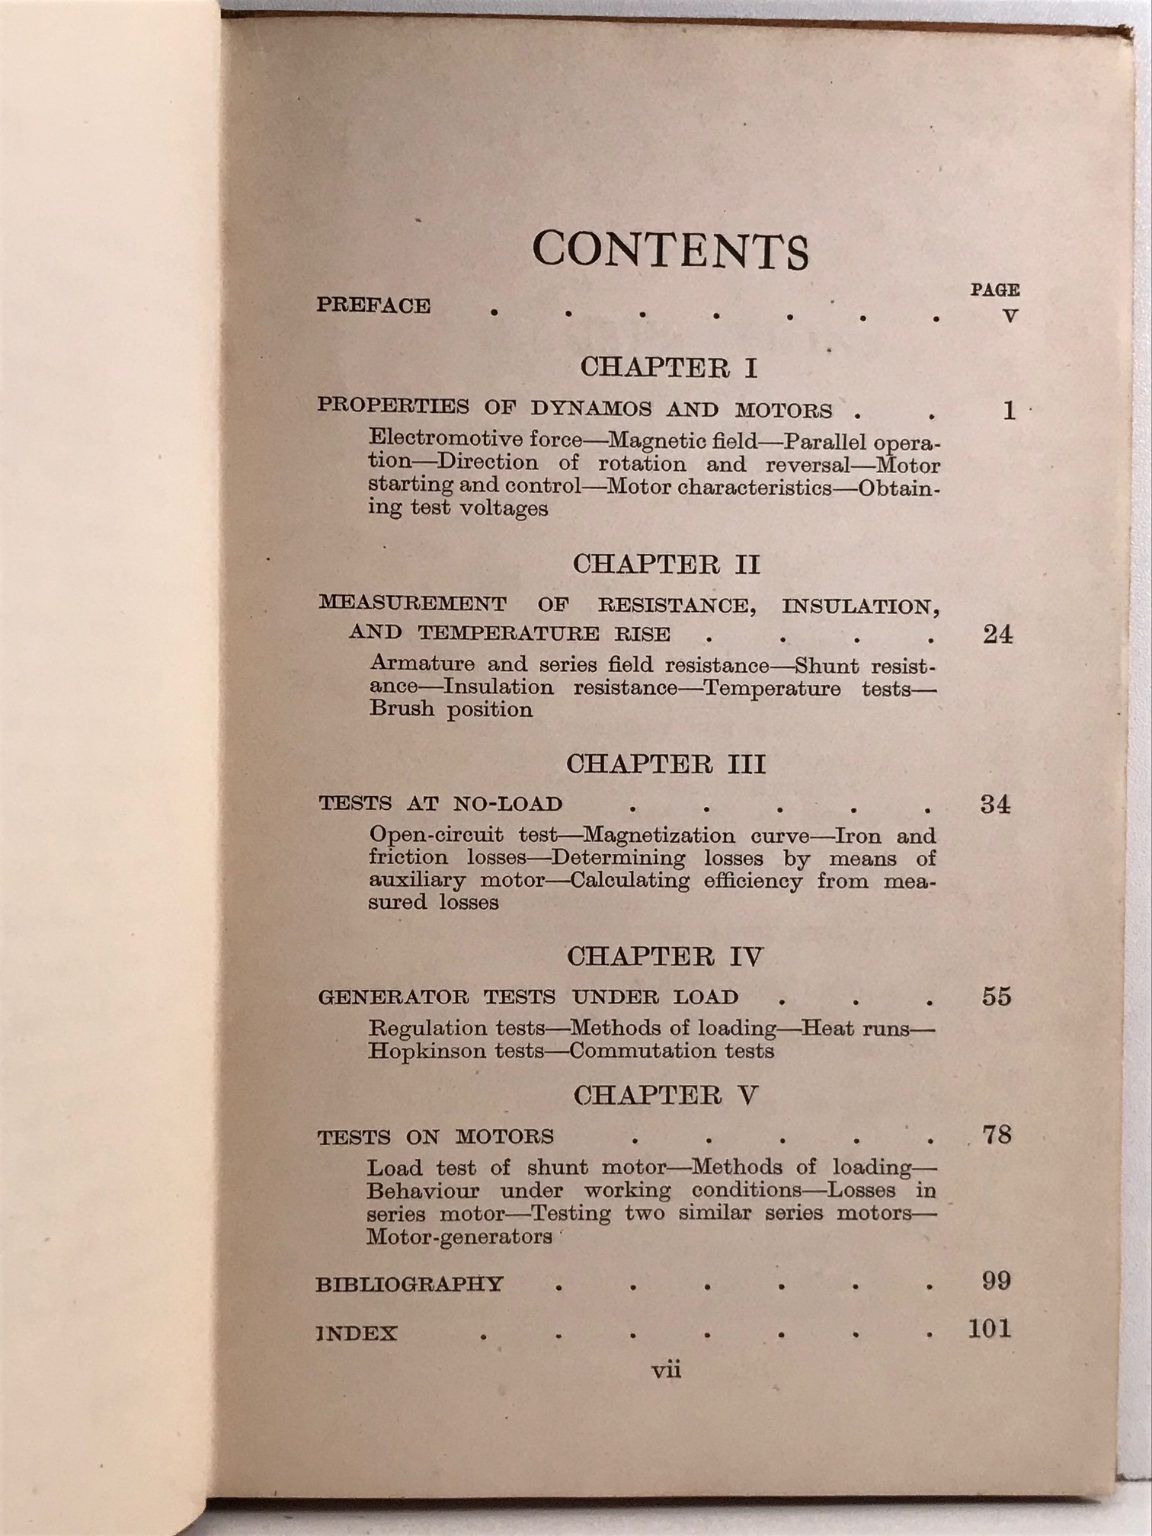 CONTENTS
PAGE
PREFACE . . . . . . . V
CHAPTER I
PROPERTIES OF DYNAMOS AND MOTORS . . 1
Electromotive force—Magnetic field—Parallel opera-
tion—Direction of rotation and reversal—Motor
starting and control—Motor characteristics—Obtain-
ing test voltages
CHAPTER II
MEASUREMENT OF RESISTANCE, INSULATION,
AND TEMPERATURE RISE . . . . 24
Armature and series field resistance—Shunt resist-
ance—Insulation resistance—Temperature tests—
Brush position
CHAPTER III
TESTS AT NO-LOAD . . . . . 34
Open-circuit test—Magnetization curve—Iron and
friction losses—Determining losses by means of
auxiliary motor—Calculating efficiency from mea-
sured losses
CHAPTER IV
GENERATOR TESTS UNDER LOAD . . . 55
Regulation tests—Methods of loading—Heat runs—
Hopkinson tests—Commutation tests
CHAPTER V
TESTS ON MOTORS . . . . . 78
Load test of shunt motor—Methods of loading—
Behaviour under working conditions—Losses in
series motor—Testing two similar series motors—
Motor-generators
BIBLIOGRAPHY . . . . . . 99
INDEX . . . . . . . 101
vii